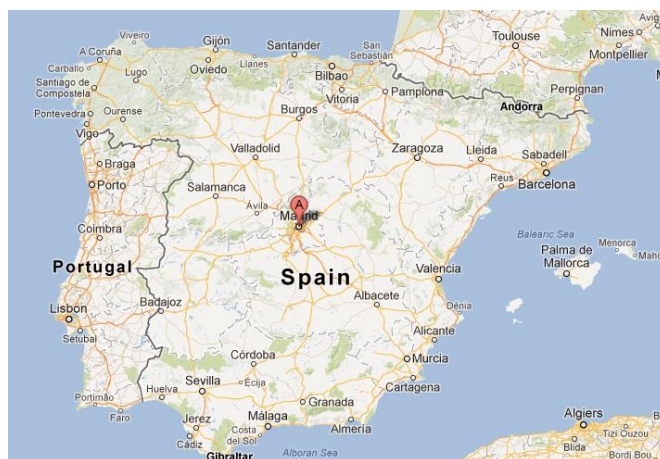 Viveiro
Gijón
Santander
San
Sebastián
Toulouse
Nimes
Avig
Montpellier
A Coruña
Carballo
Lugo
Oviedo
Llanes
Bilbao
Santiago de
Compostela
Vitoria
Pamplona
Perpignan
Andorra
Pontevedra
Ourense
Burgos
Vigo
Braga
Valladolid
Zaragoza
Lleida
Sabadell
Porto
Salamanca
Reus
Barcelona
Ávila
A
Madrid
Coimbra
Balearic Sea
Palma de
Mallorca
Menorca
Maho
Portugal
Spain
Valencia
Lisbon
Badajoz
Albacete
Dénia
Setubal
Alicante
Córdoba
Murcia
Huelva
Sevilla
Écija
Cartagena
Portimão
Faro
Granada
Jerez
Málaga
Almería
Algiers
Cádiz
Costa
del Sol
Tizi Ouzou
Blida
Gibraltar
Alboran Sea
Bordj Bou
Set